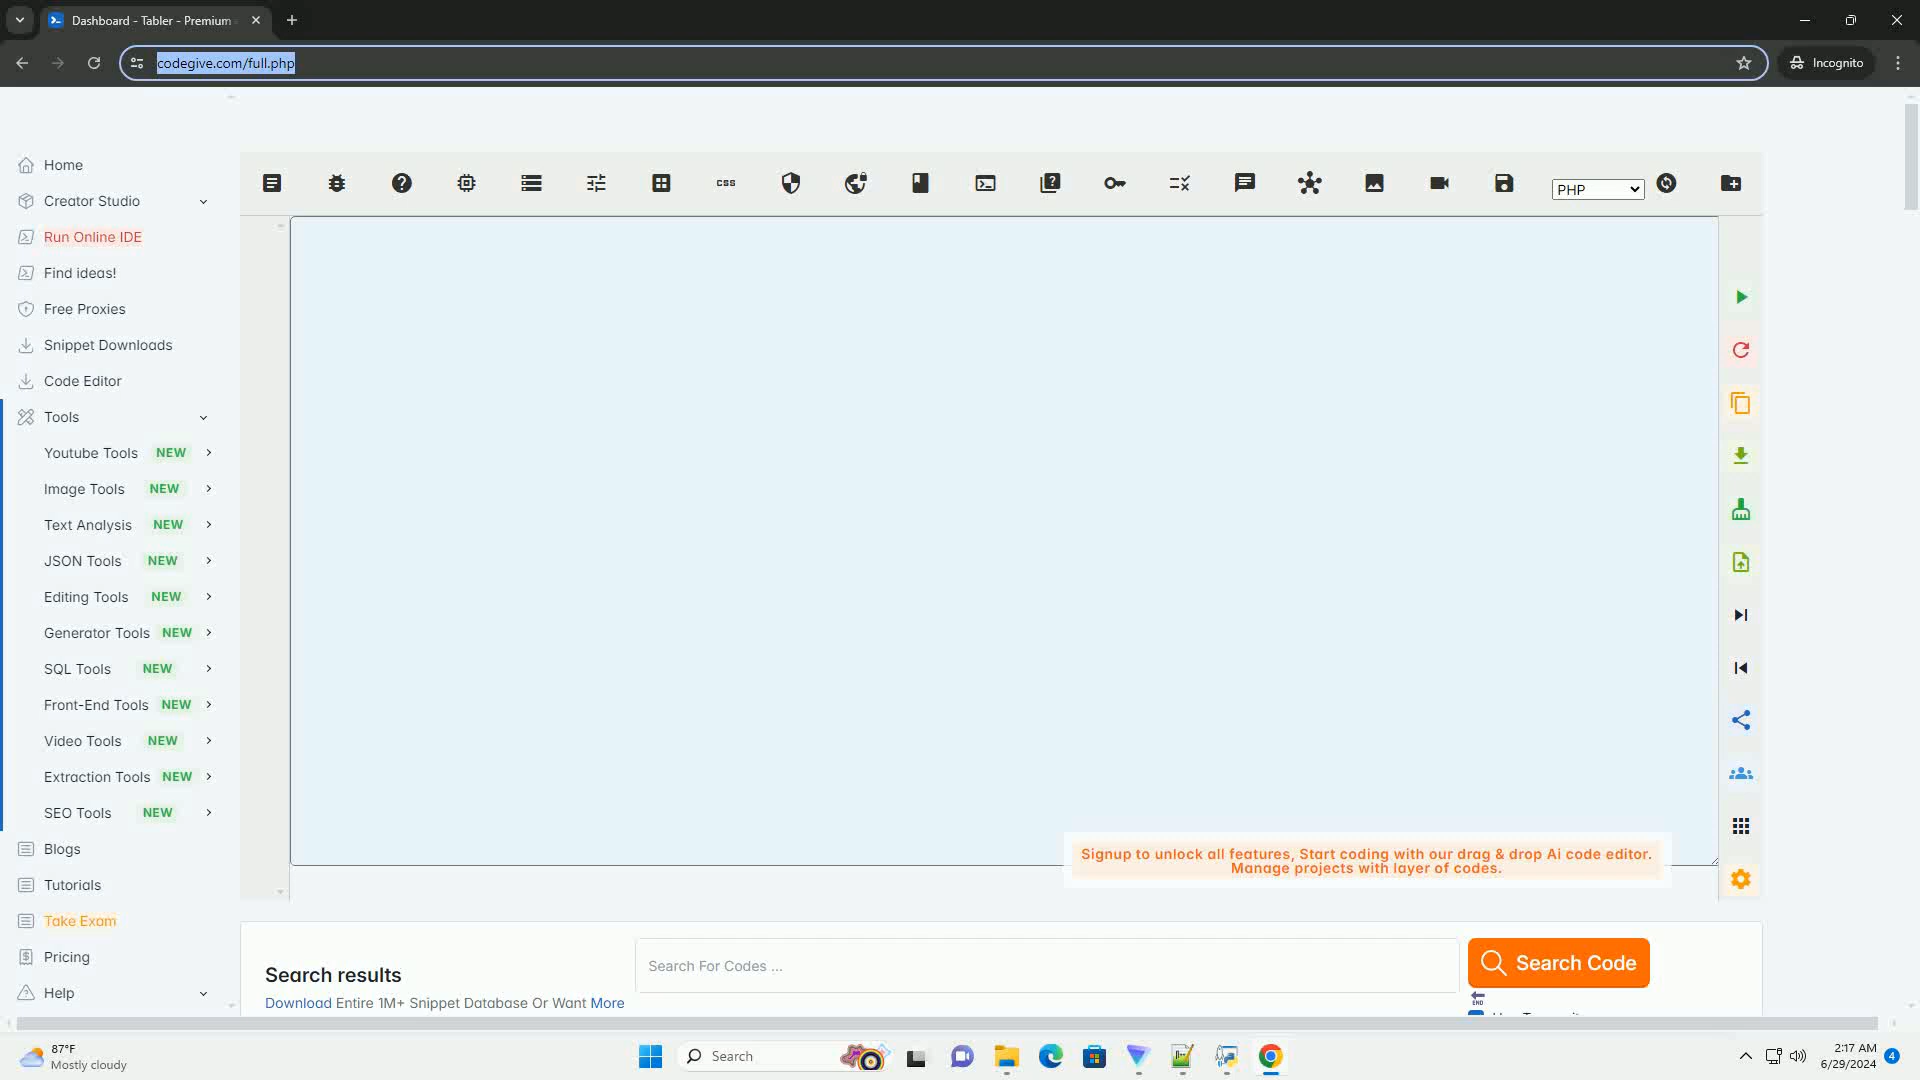 Dashboard - Tabler - Premium
codegive.com/full.php
Incognito
Home
Creator Studio
Run Online IDE
Find ideas!
Free Proxies
Snippet Downloads
Code Editor
Tools
Youtube Tools NEW
Image Tools NEW
Text Analysis NEW
JSON Tools NEW
Editing Tools NEW
Generator Tools NEW
SQL Tools NEW
Front-End Tools NEW
Video Tools NEW
Extraction Tools NEW
SEO Tools NEW
Blogs
Tutorials
Take Exam
Pricing
Help
CSS
PHP
Signup to unlock all features, Start coding with our drag & drop Ai code editor.
Manage projects with layer of codes.
Search results
Download Entire 1M+ Snippet Database Or Want More
Search For Codes ...
Search Code
END
87°F
Mostly cloudy
Search
2:17 AM
6/29/2024
4